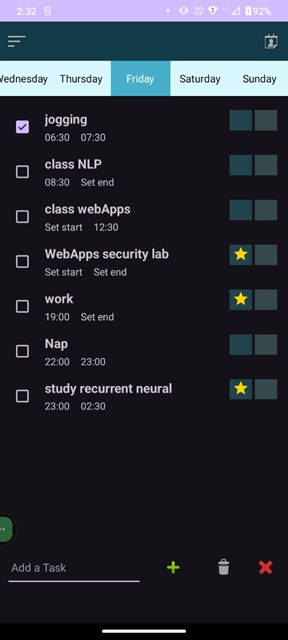 2:32 92%
Wednesday Thursday Friday Saturday Sunday
jogging
06:30 07:30
class NLP
08:30 Set end
class webApps
Set start 12:30
WebApps security lab
Set start Set end
work
19:00 Set end
Nap
22:00 23:00
study recurrent neural
23:00 02:30
Add a Task